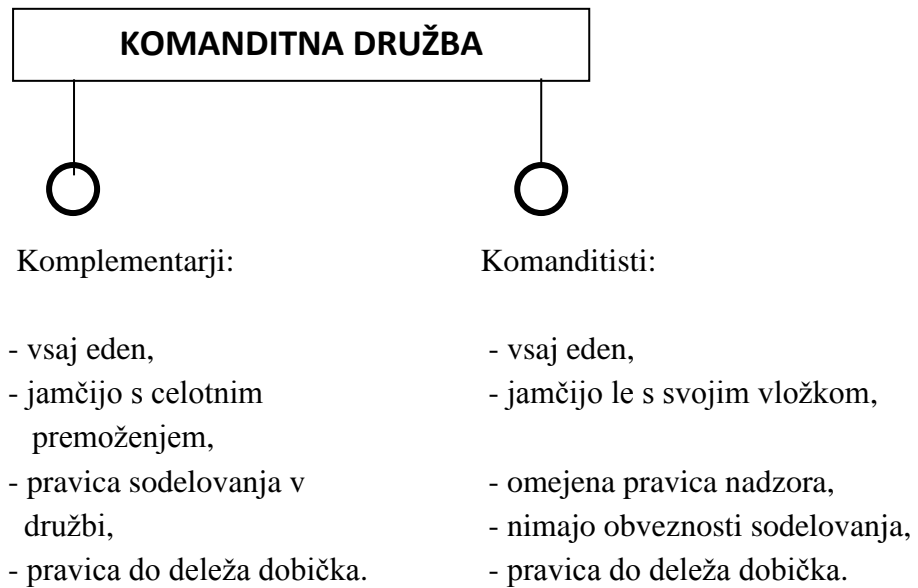 KOMANDITNA DRUŽBA
Komplementarji:
- vsaj eden,
- jamčijo s celotnim
premoženjem,
- pravica sodelovanja v
družbi,
- pravica do deleža dobička.
Komanditisti:
- vsaj eden,
- jamčijo le s svojim vložkom,
- omejena pravica nadzora,
- nimajo obveznosti sodelovanja,
- pravica do deleža dobička.